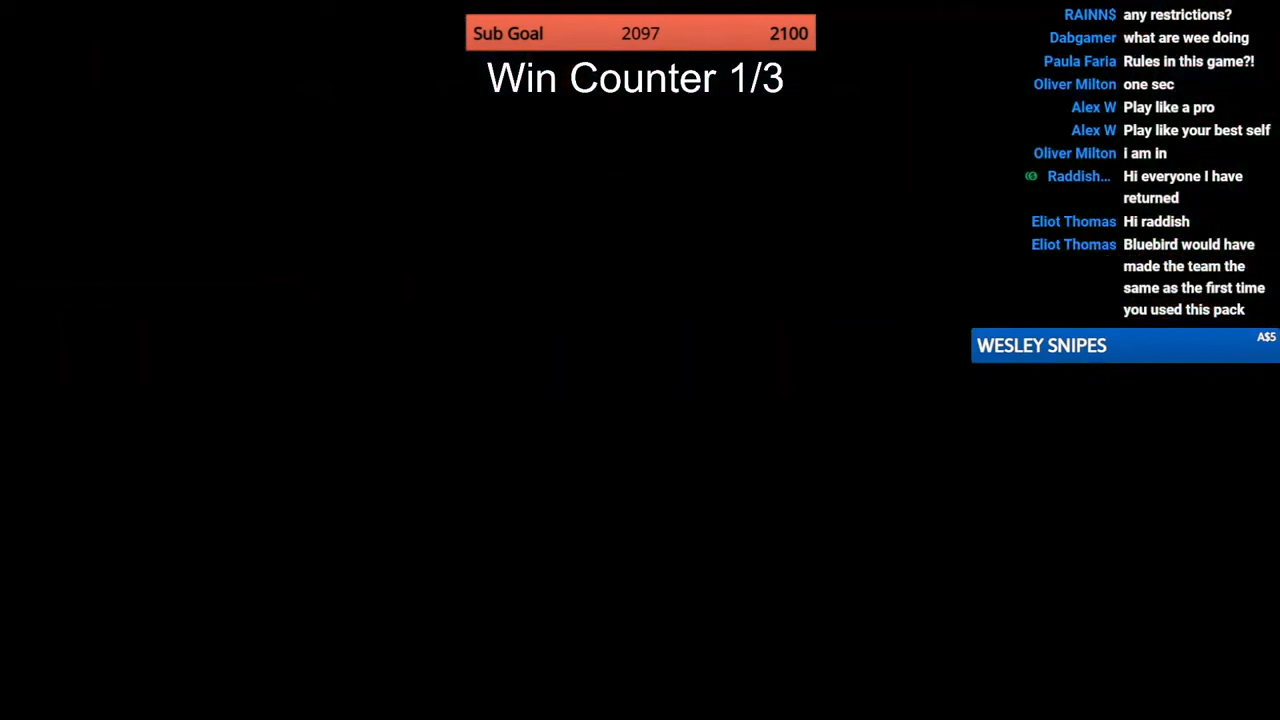 Sub Goal 2097 2100
Win Counter 1/3
RAINN$ any restrictions?
Dabgamer what are wee doing
Paula Faria Rules in this game?!
Oliver Milton one sec
Alex W Play like a pro
Alex W Play like your best self
Oliver Milton i am in
Raddish... Hi everyone I have
returned
Eliot Thomas Hi raddish
Eliot Thomas Bluebird would have
made the team the
same as the first time
you used this pack
WESLEY SNIPES A$5